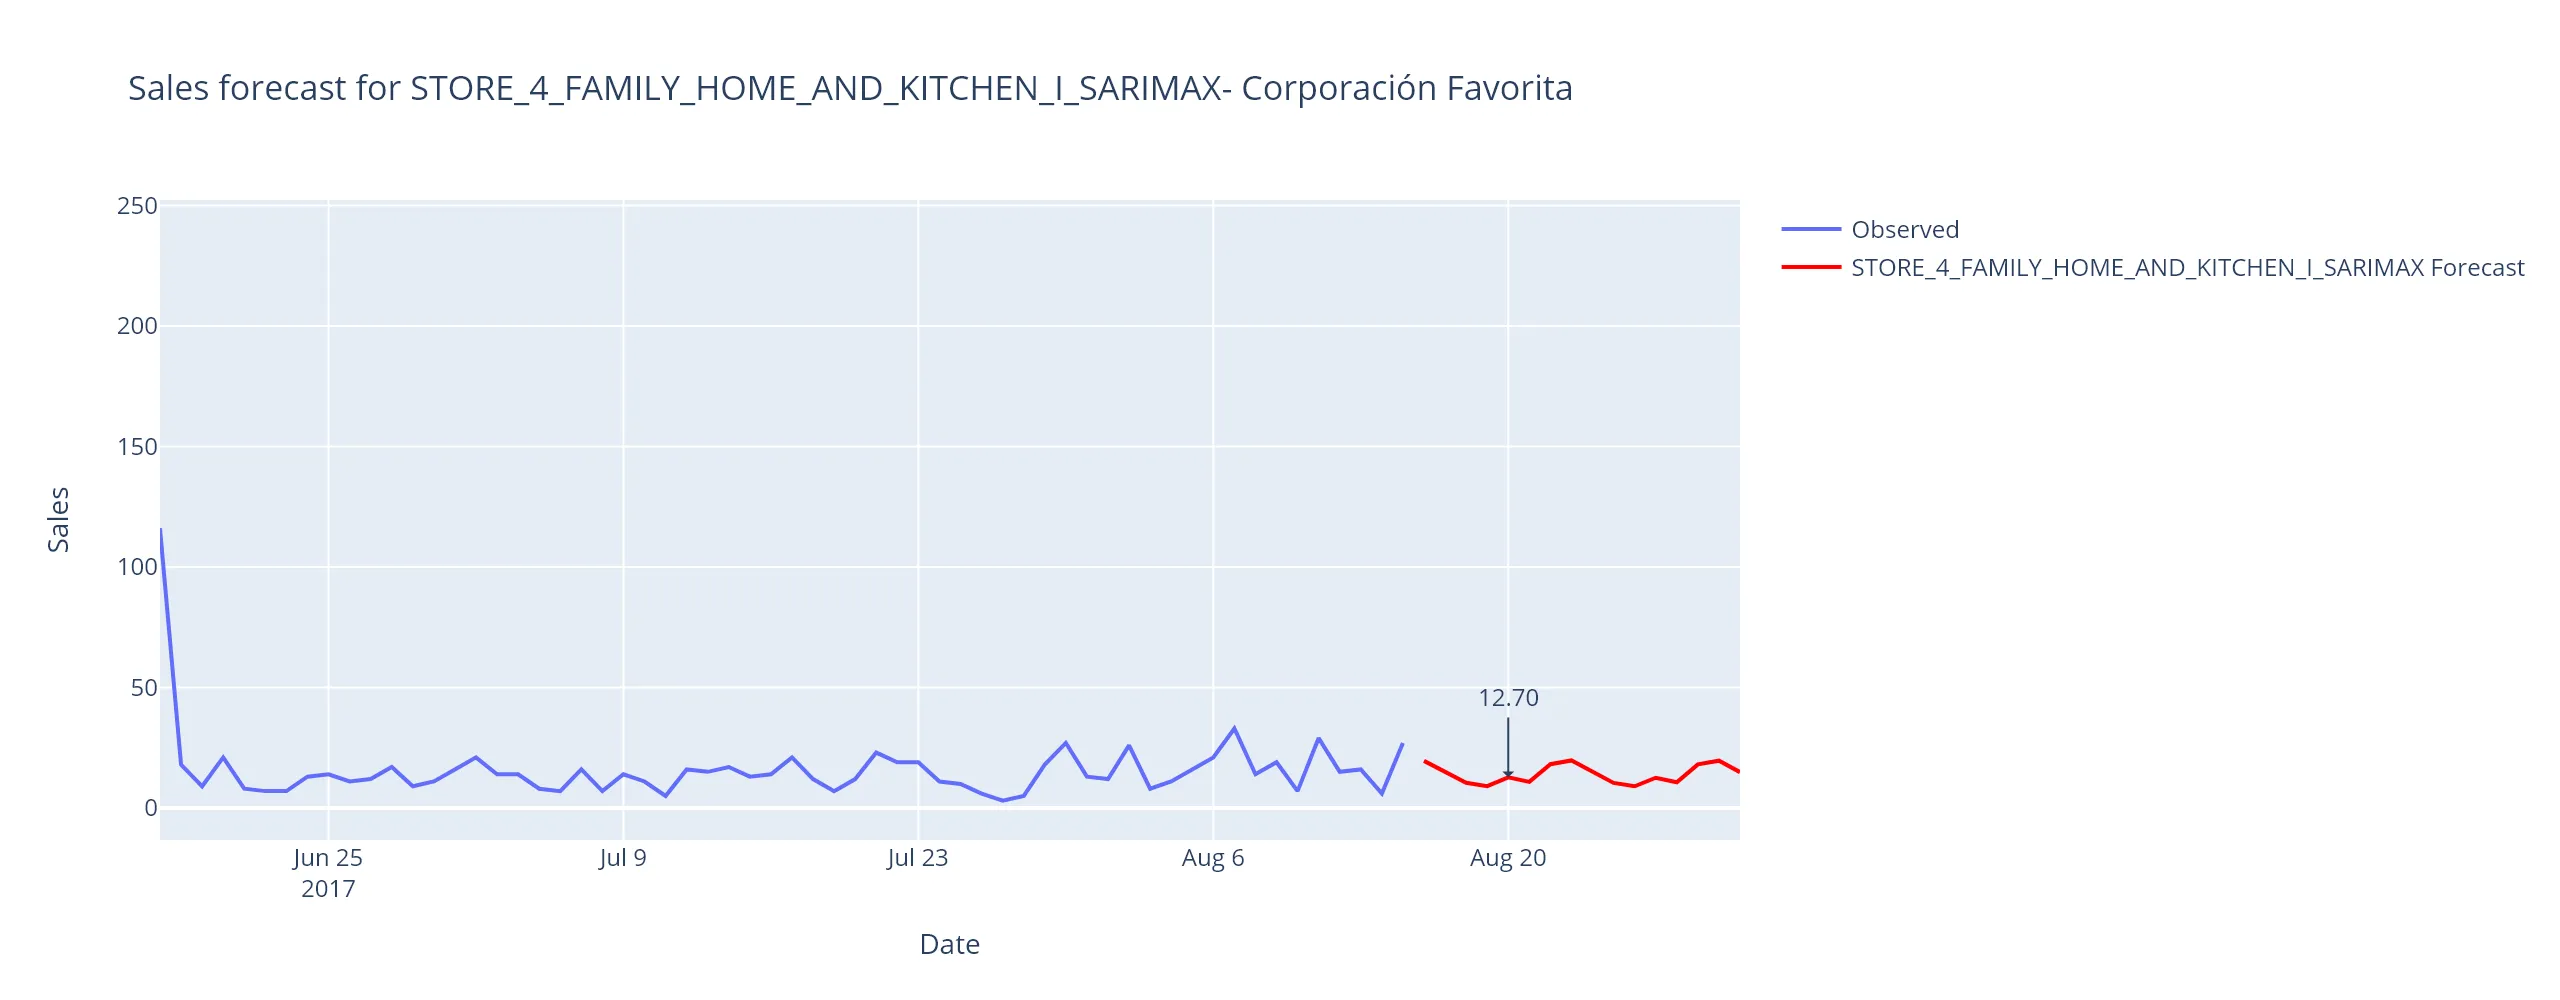 Sales forecast for STORE_4_FAMILY_HOME_AND_KITCHEN_I_SARIMAX- Corporación Favorita
Observed
STORE_4_FAMILY_HOME_AND_KITCHEN_I_SARIMAX Forecast
250
200
150
100
50
0
Sales
12.70
Jun 25
2017
Jul 9
Jul 23
Aug 6
Aug 20
Date